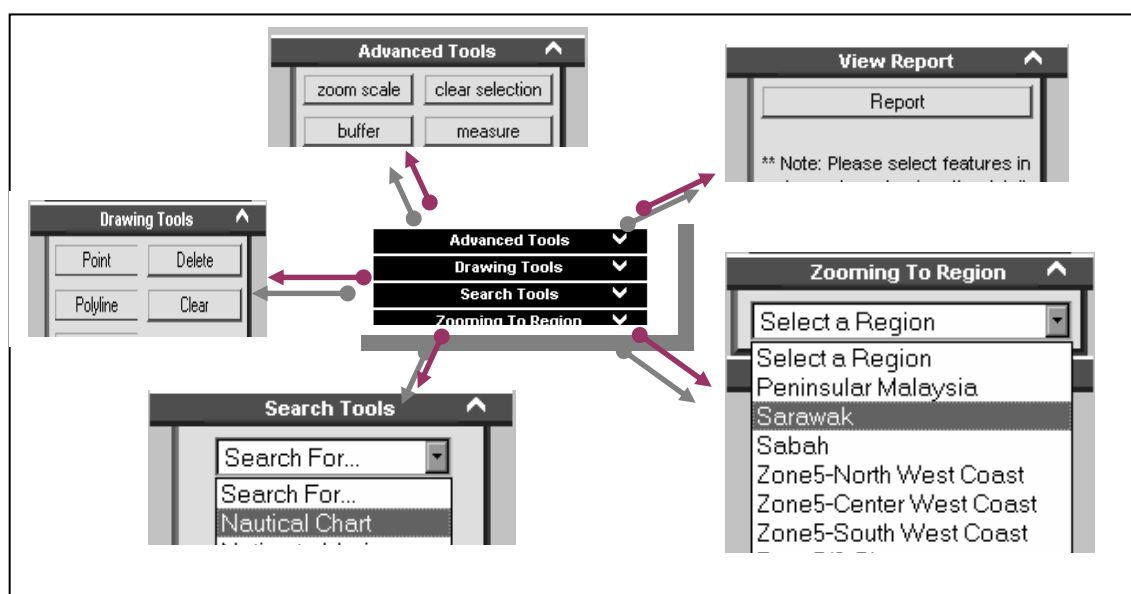 Advanced Tools
zoom scale clear selection
buffer measure
View Report
Report
** Note: Please select features in
Drawing Tools
Point Delete
Polyline Clear
Advanced Tools
Drawing Tools
Search Tools
Zooming To Region
Zooming To Region
Select a Region
Select a Region
Peninsular Malaysia
Sarawak
Sabah
Zone5-North West Coast
Zone5-Center West Coast
Zone5-South West Coast
Search Tools
Search For...
Search For...
Nautical Chart